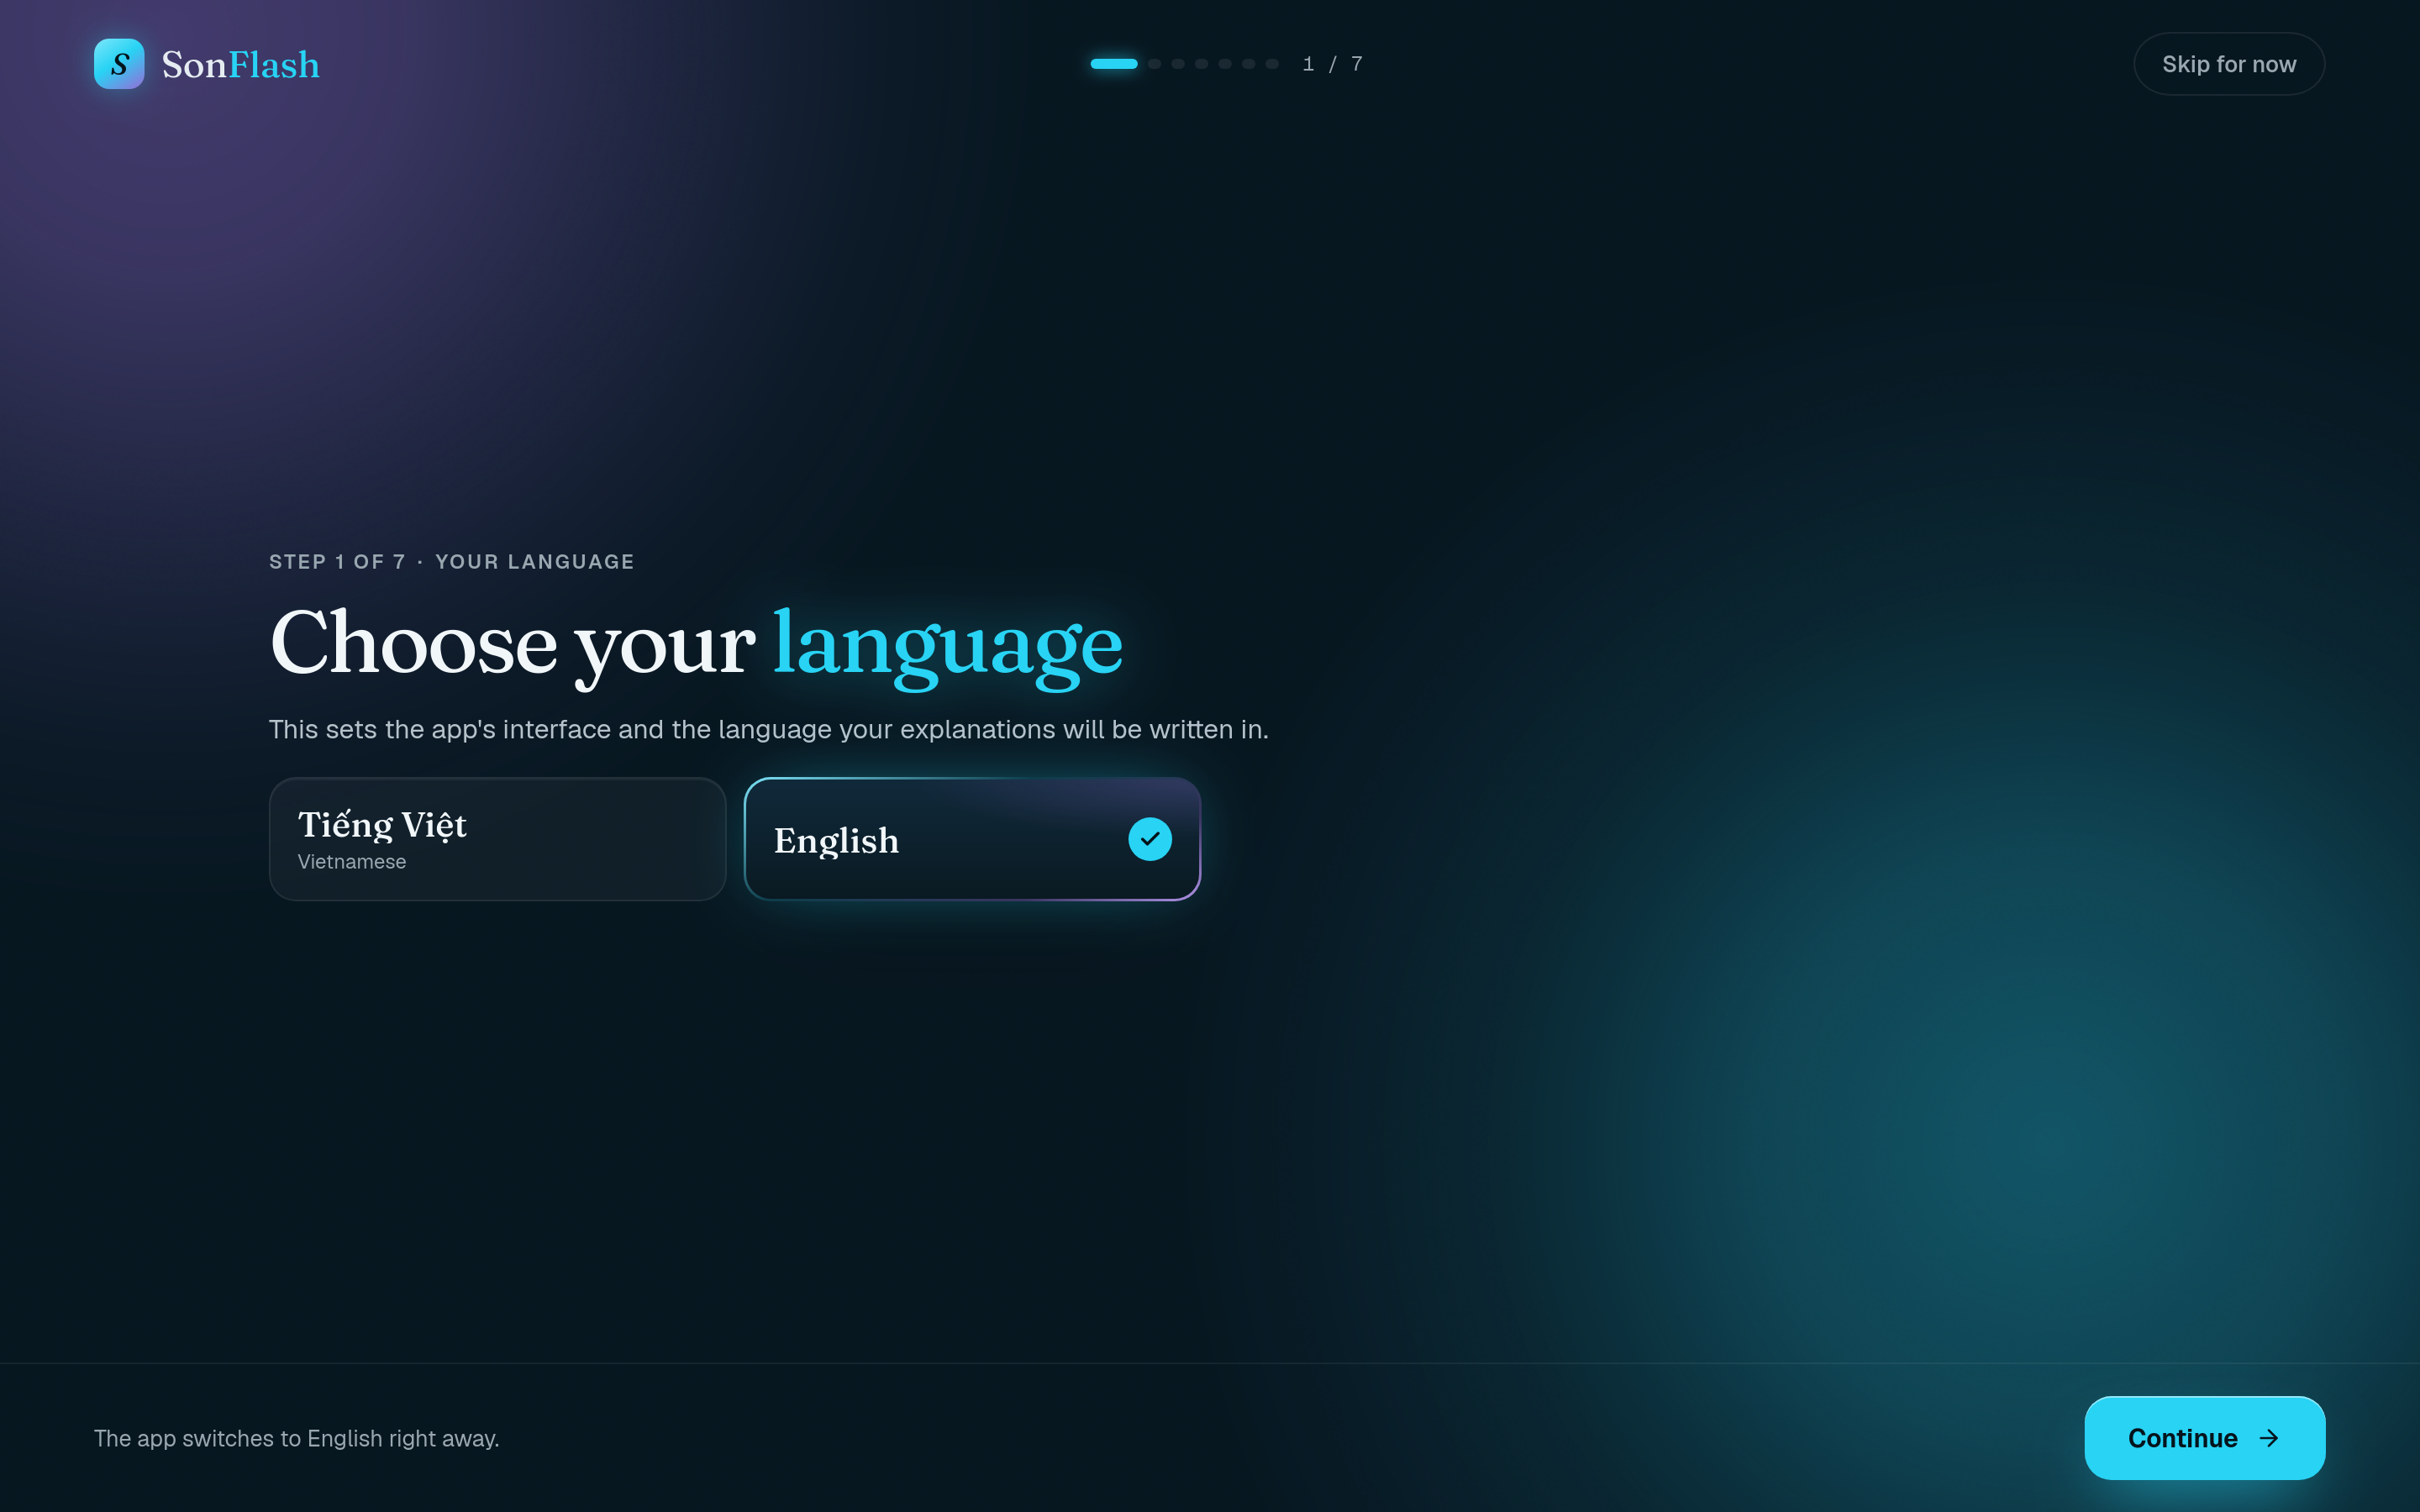 S SonFlash
1 / 7
Skip for now
STEP 1 OF 7 · YOUR LANGUAGE
Choose your language
This sets the app's interface and the language your explanations will be written in.
Tiếng Việt
Vietnamese
English
The app switches to English right away.
Continue →